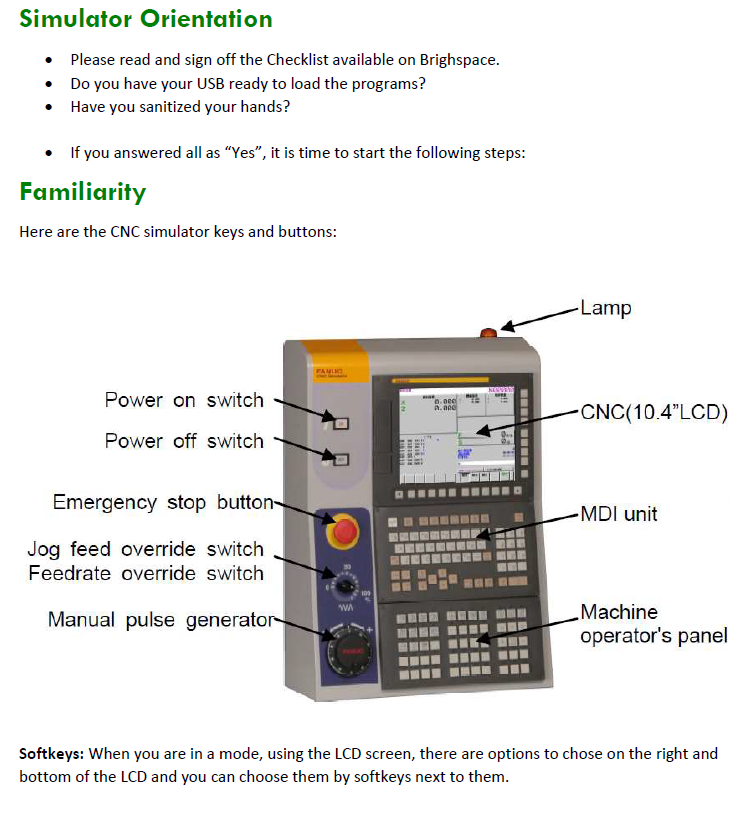 Simulator Orientation
• Please read and sign off the Checklist available on Brighspace.
• Do you have your USB ready to load the programs?
• Have you sanitized your hands?
• If you answered all as “Yes”, it is time to start the following steps:
Familiarity
Here are the CNC simulator keys and buttons:
Lamp
FANUC
Power on switch
CNC(10.4”LCD)
Power off switch
Emergency stop button
MDI unit
Jog feed override switch
Feedrate override switch
Manual pulse generator
Machine
operator's panel
Softkeys: When you are in a mode, using the LCD screen, there are options to chose on the right and
bottom of the LCD and you can choose them by softkeys next to them.